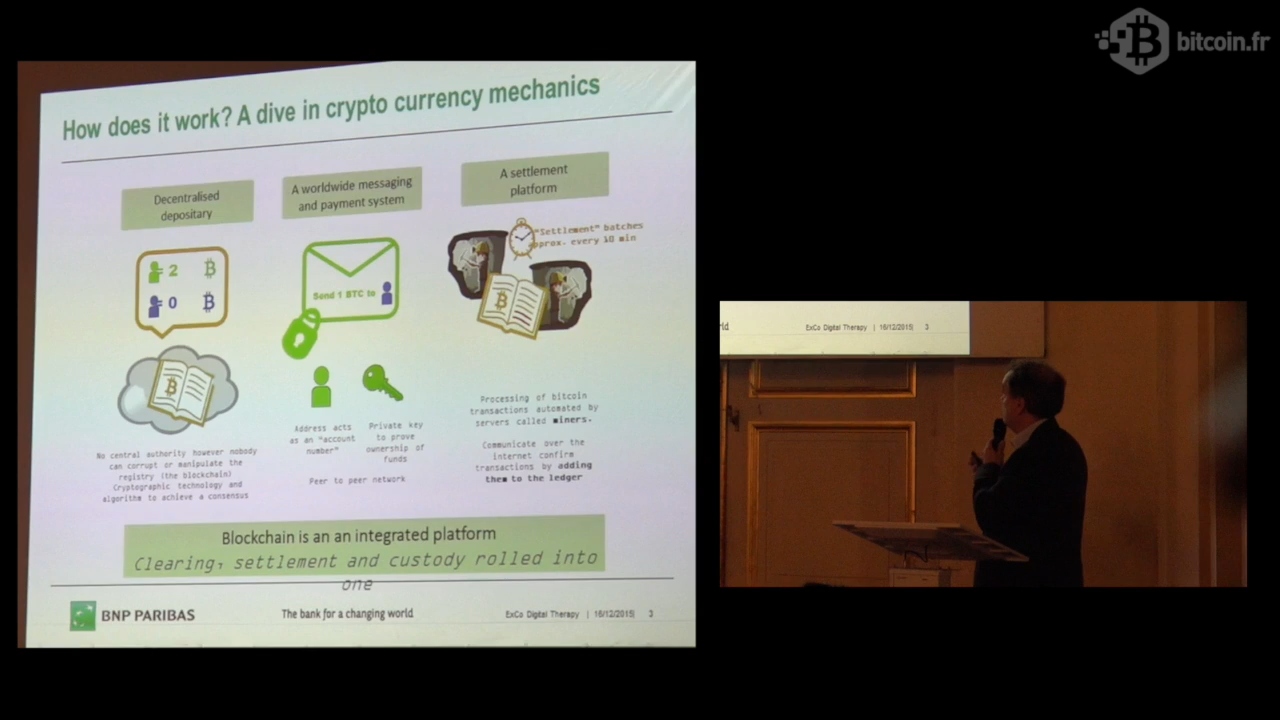 bitcoin.fr
How does it work? A dive in crypto currency mechanics
Decentralised
depositary
A worldwide messaging
and payment system
A settlement
platform
2
0
Send 1 BTC to
"Settlement" batches
approx. every 10 min
No central authority however nobody
can corrupt or manipulate the
registry (the blockchain)
Cryptographic technology and
algorithm to achieve a consensus
Address acts
as an "account
number"
Private key
to prove
ownership of
funds
Peer to peer network
Processing of bitcoin
transactions automated by
servers called miners.
Communicate over the
internet confirm
transactions by adding
them to the ledger
Blockchain is an an integrated platform
Clearing, settlement and custody rolled into
one
BNP PARIBAS
The bank for a changing world
ExCo Digital Therapy | 16/12/2015| 3
rld
ExCo Digital Therapy | 16/12/2015| 3